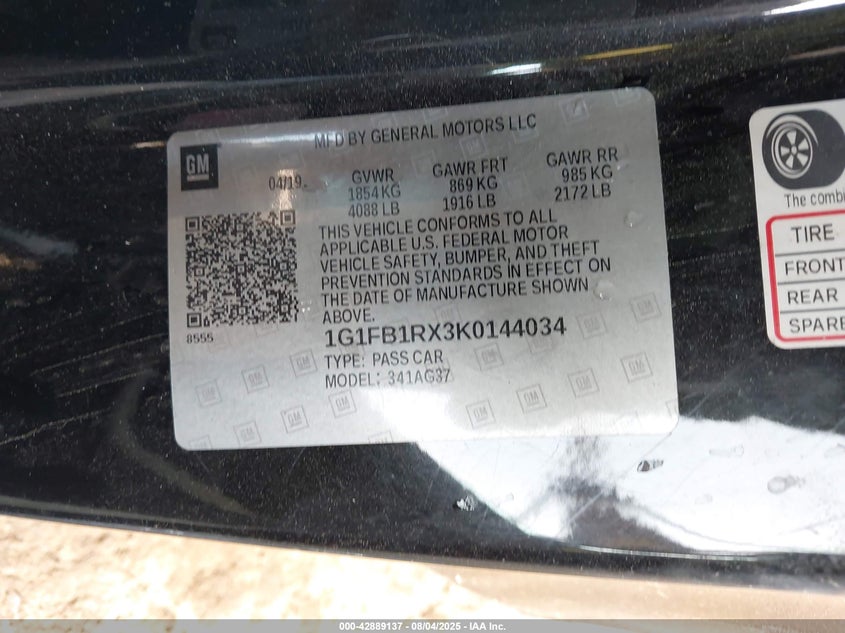 MFD BY GENERAL MOTORS LLC
GM
04/19
GVWR
1854 KG
4088 LB
GAWR FRT
869 KG
1916 LB
GAWR RR
985 KG
2172 LB
THIS VEHICLE CONFORMS TO ALL
APPLICABLE U.S. FEDERAL MOTOR
VEHICLE SAFETY, BUMPER, AND THEFT
PREVENTION STANDARDS IN EFFECT ON
THE DATE OF MANUFACTURE SHOWN
ABOVE.
8555
1G1FB1RX3K0144034
TYPE: PASS CAR
MODEL: 341AG37
The combi
TIRE
FRONT
REAR
SPARE
000-42889137 - 08/04/2025 - IAA Inc.